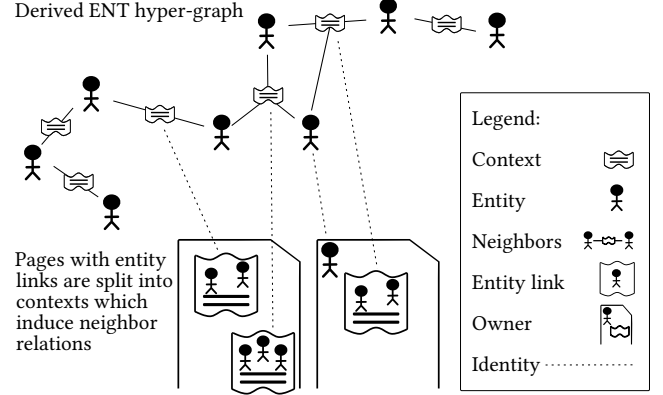 Derived ENT hyper-graph
Pages with entity
links are split into
contexts which
induce neighbor
relations
Legend:
Context
Entity
Neighbors
Entity link
Owner
Identity